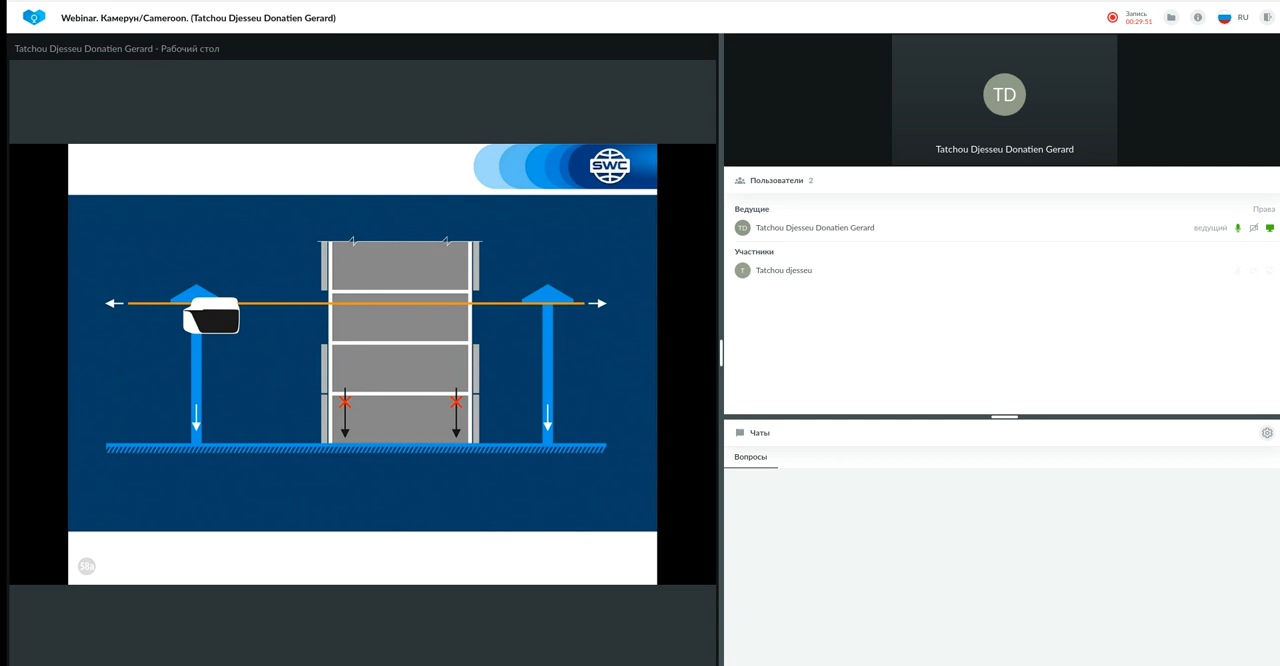 Webinar. Камерун/Cameroon. (Tatchou Djesseu Donatien Gerard)
Запись
00:29:51
RU
Tatchou Djesseu Donatien Gerard - Рабочий стол
SWC
58a
TD
Tatchou Djesseu Donatien Gerard
Пользователи 2
Ведущие Права
TD Tatchou Djesseu Donatien Gerard ведущий
Участники
T Tatchou djesseu
Чаты
Вопросы